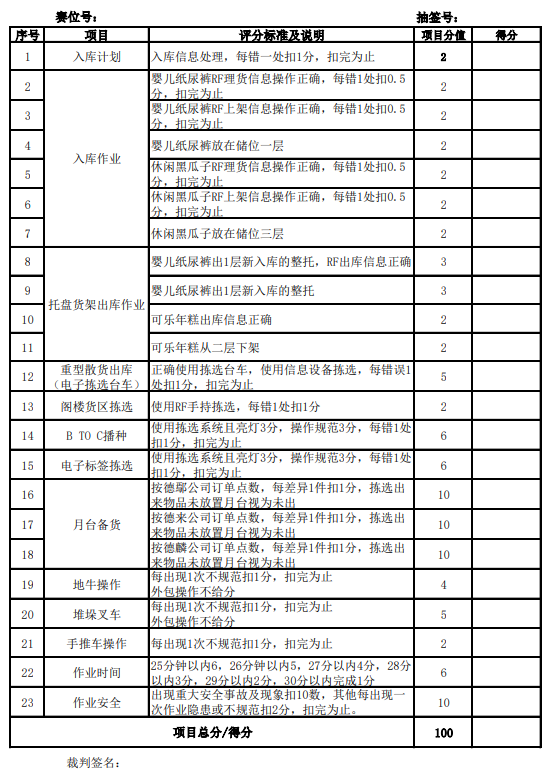 赛位号： 抽签号：
序号 项目 评分标准及说明 项目分值 得分
1 入库计划 入库信息处理，每错一处扣1分，扣完为止 2
2 入库作业 婴儿纸尿裤RF理货信息操作正确，每错1处扣0.5
分，扣完为止 2
3 婴儿纸尿裤RF上架信息操作正确，每错1处扣0.5
分，扣完为止 2
4 婴儿纸尿裤放在储位一层 2
5 休闲黑瓜子RF理货信息操作正确，每错1处扣0.5
分，扣完为止 2
6 休闲黑瓜子RF上架信息操作正确，每错1处扣0.5
分，扣完为止 2
7 休闲黑瓜子放在储位三层 2
8 托盘货架出库作业 婴儿纸尿裤出1层新入库的整托，RF出库信息正确 3
9 婴儿纸尿裤出1层新入库的整托 3
10 可乐年糕出库信息正确 2
11 可乐年糕从二层下架 2
12 重型散货出库
（电子拣选台车） 正确使用拣选台车，使用信息设备拣选，每错误1
处扣1分，扣完为止 5
13 阁楼货区拣选 使用RF手持拣选，每错1处扣1分 2
14 B TO C播种 使用拣选系统且亮灯3分，操作规范3分，每错1处
扣1分，扣完为止 6
15 电子标签拣选 使用拣选系统且亮灯3分，操作规范3分，每错1处
扣1分，扣完为止 6
16 月台备货 按德鄢公司订单点数，每差异1件扣1分，拣选出
来物品未放置月台视为未出 10
17 按德来公司订单点数，每差异1件扣1分，拣选出
来物品未放置月台视为未出 10
18 按德麟公司订单点数，每差异1件扣1分，拣选出
来物品未放置月台视为未出 10
19 地牛操作 每出现1次不规范扣1分，扣完为止
外包操作不给分 4
20 堆垛叉车 每出现1次不规范扣1分，扣完为止
外包操作不给分 5
21 手推车操作 每出现1次不规范扣1分，扣完为止 2
22 作业时间 25分钟以内6，26分钟以内5，27分以内4分，28分
以内3分，29分以内2分，30分以内完成1分 6
23 作业安全 出现重大安全事故及现象扣10数，其他每出现一
次作业隐患或不规范扣2分，扣完为止。 10
项目总分/得分 100
裁判签名：